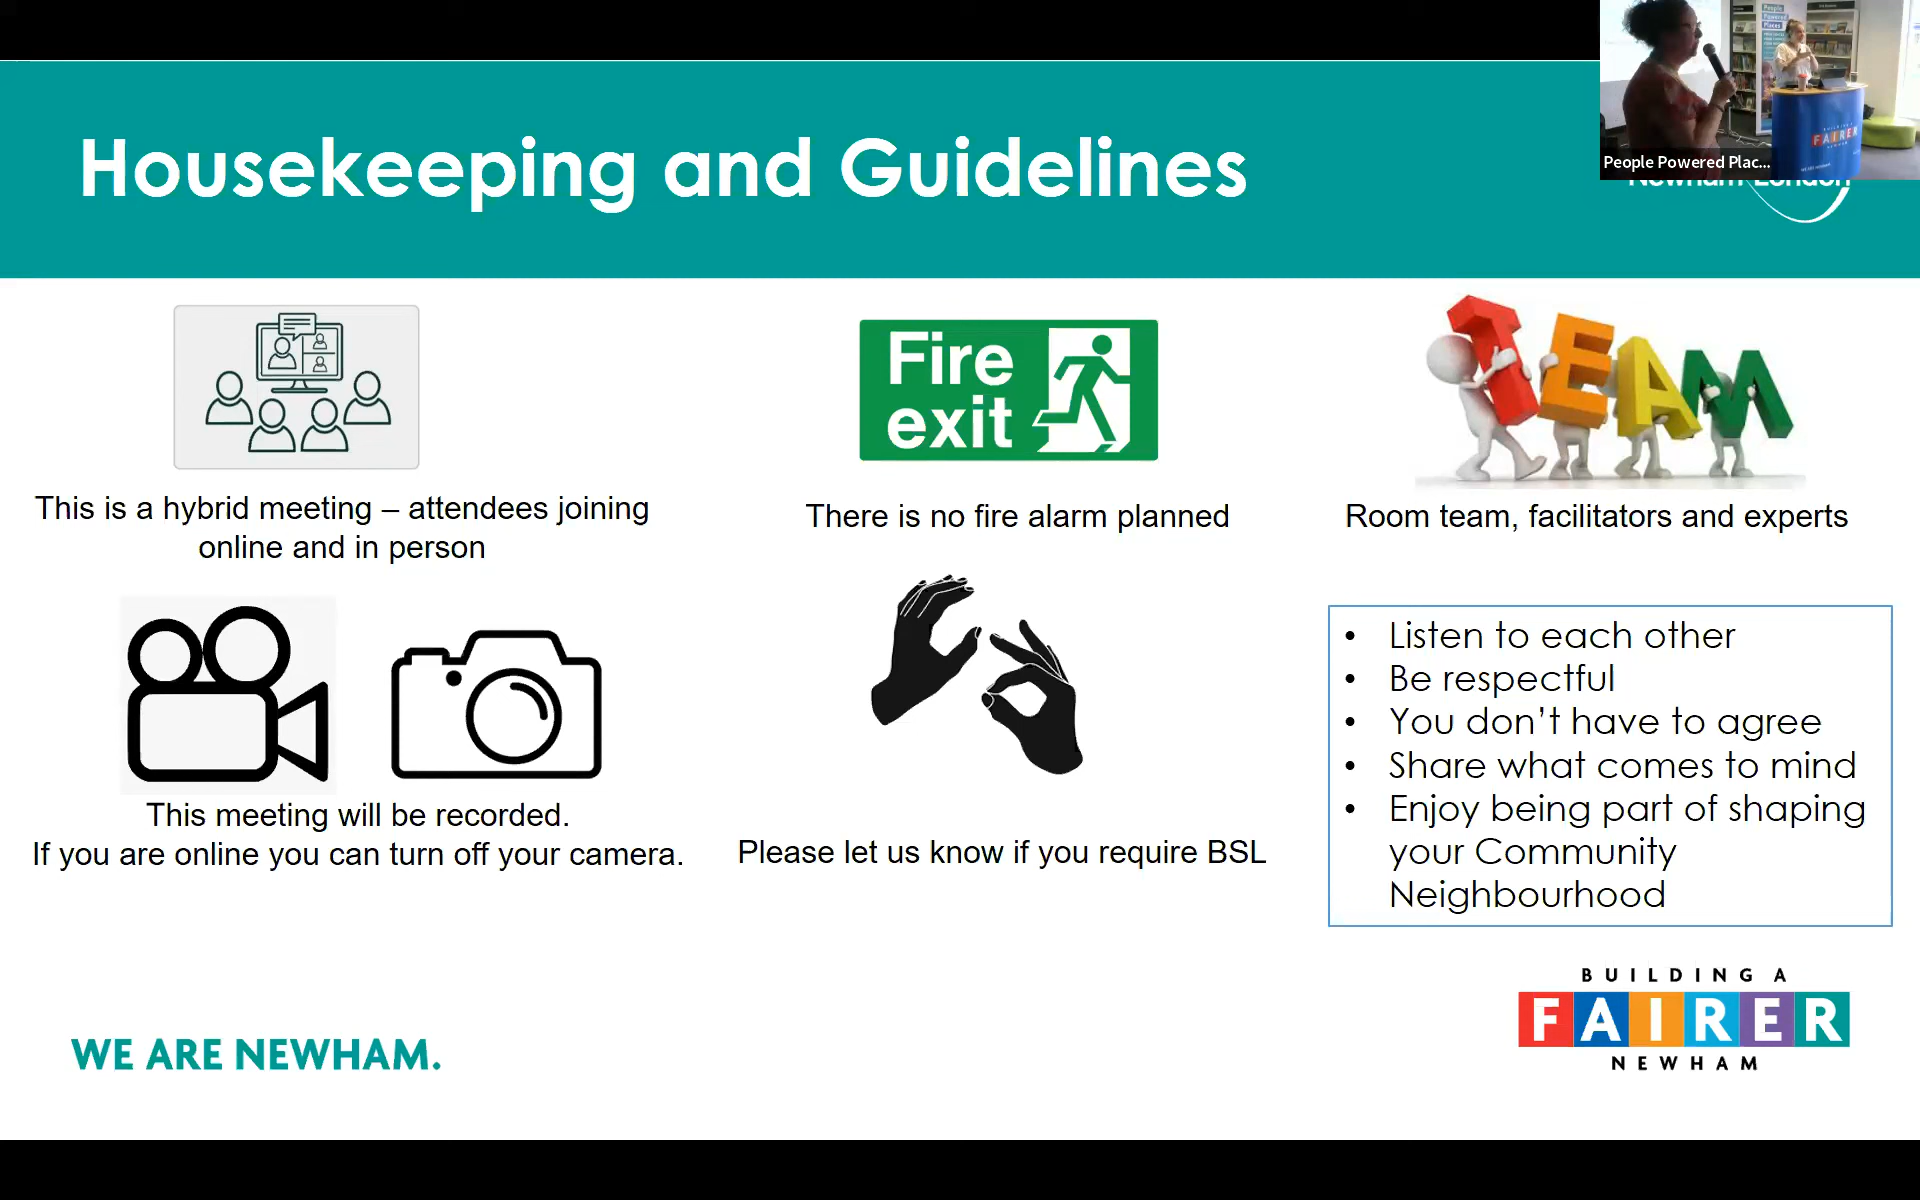 Housekeeping and Guidelines
People Powered Plac...
Newham London
Fire
exit
TEAM
This is a hybrid meeting – attendees joining
online and in person
There is no fire alarm planned
Room team, facilitators and experts
This meeting will be recorded.
If you are online you can turn off your camera.
Please let us know if you require BSL
• Listen to each other
• Be respectful
• You don’t have to agree
• Share what comes to mind
• Enjoy being part of shaping
your Community
Neighbourhood
WE ARE NEWHAM.
BUILDING A
FAIRER
NEWHAM
People
Powered
Places
FAIRER